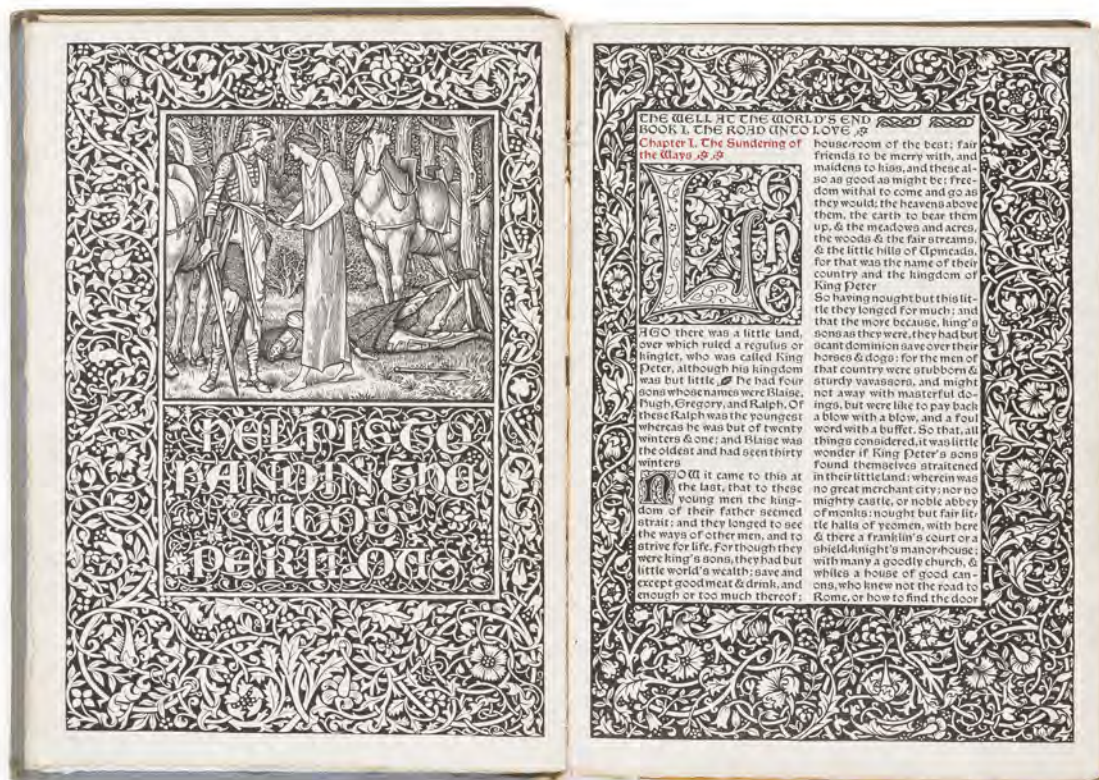 HELP IS TO
HAND IN THE
WOOD
PERILOUS
THE WELL AT THE WORLD'S END
BOOK I. THE ROAD UNTO LOVE
Chapter I. The Sundering of
the Ways
LONG
AGO there was a little land,
over which ruled a regulus or
kinglet, who was called King
Peter, although his kingdom
was but little. He had four
sons whose names were Blaise,
Hugh, Gregory, and Ralph. Of
these Ralph was the youngest
whereas he was but of twenty
winters & one; and Blaise was
the oldest and had seen thirty
winters
NOW it came to this at
the last, that to these
young men the king-
dom of their father seemed
strait; and they longed to see
the ways of other men, and to
strive for life. For though they
were king's sons, they had but
little world's wealth; save and
except good meat & drink, and
enough or too much thereof;
house-room of the best; fair
friends to be merry with, and
maidens to kiss, and these al-
so as good as might be; free-
dom withal to come and go as
they would; the heavens above
them, the earth to bear them
up, & the meadows and acres,
the woods & the fair streams,
& the little hills of Upmeads,
for that was the name of their
country and the kingdom of
King Peter
So having nought but this lit-
tle they longed for much; and
that the more because, king's
sons as they were, they had but
scant dominion save over their
horses & dogs: for the men of
that country were stubborn &
sturdy vavassors, and might
not away with masterful do-
ings, but were like to pay back
a blow with a blow, and a foul
word with a buffet. So that, all
things considered, it was little
wonder if King Peter's sons
found themselves straitened
in their little land: wherein was
no great merchant city; nor no
mighty castle, or noble abbey
of monks: nought but fair lit-
tle halls of yeomen, with here
& there a franklin's court or a
shield-knight's manor-house;
with many a goodly church, &
whiles a house of good can-
ons, who knew not the road to
Rome, or how to find the door